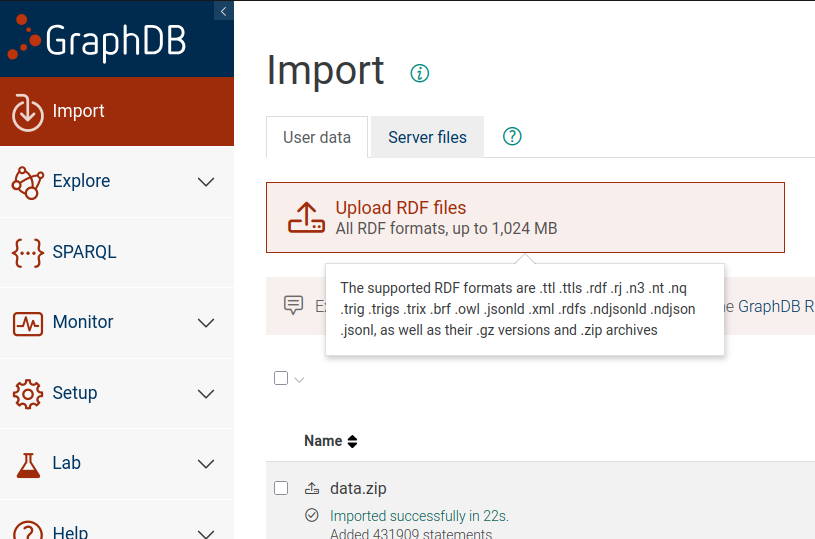 GraphDB
Import
Explore
SPARQL
Monitor
Setup
Lab
Help
Import
User data
Server files
Upload RDF files
All RDF formats, up to 1,024 MB
The supported RDF formats are .ttl .ttls .rdf .rj .n3 .nt .nq
.trig .trigs .trix .brf .owl .jsonld .xml .rdfs .ndjsonld .ndjson
.jsonl, as well as their .gz versions and .zip archives
GraphDB
Name
data.zip
Imported successfully in 22s.
Added 431909 statements